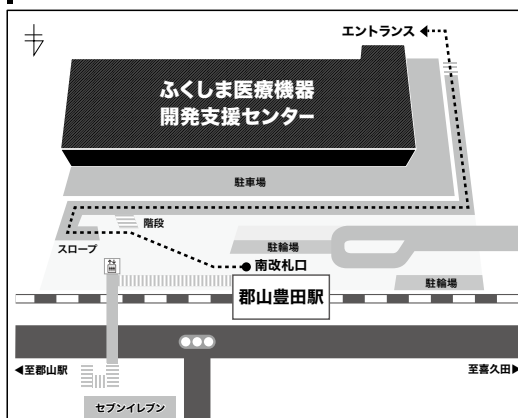 エントランス
ふくしま医療機器
開発支援センター
駐車場
階段
スロープ
駐輪場
南改札口
駐輪場
郡山豊田駅
至郡山駅
至喜久田
セブンイレブン